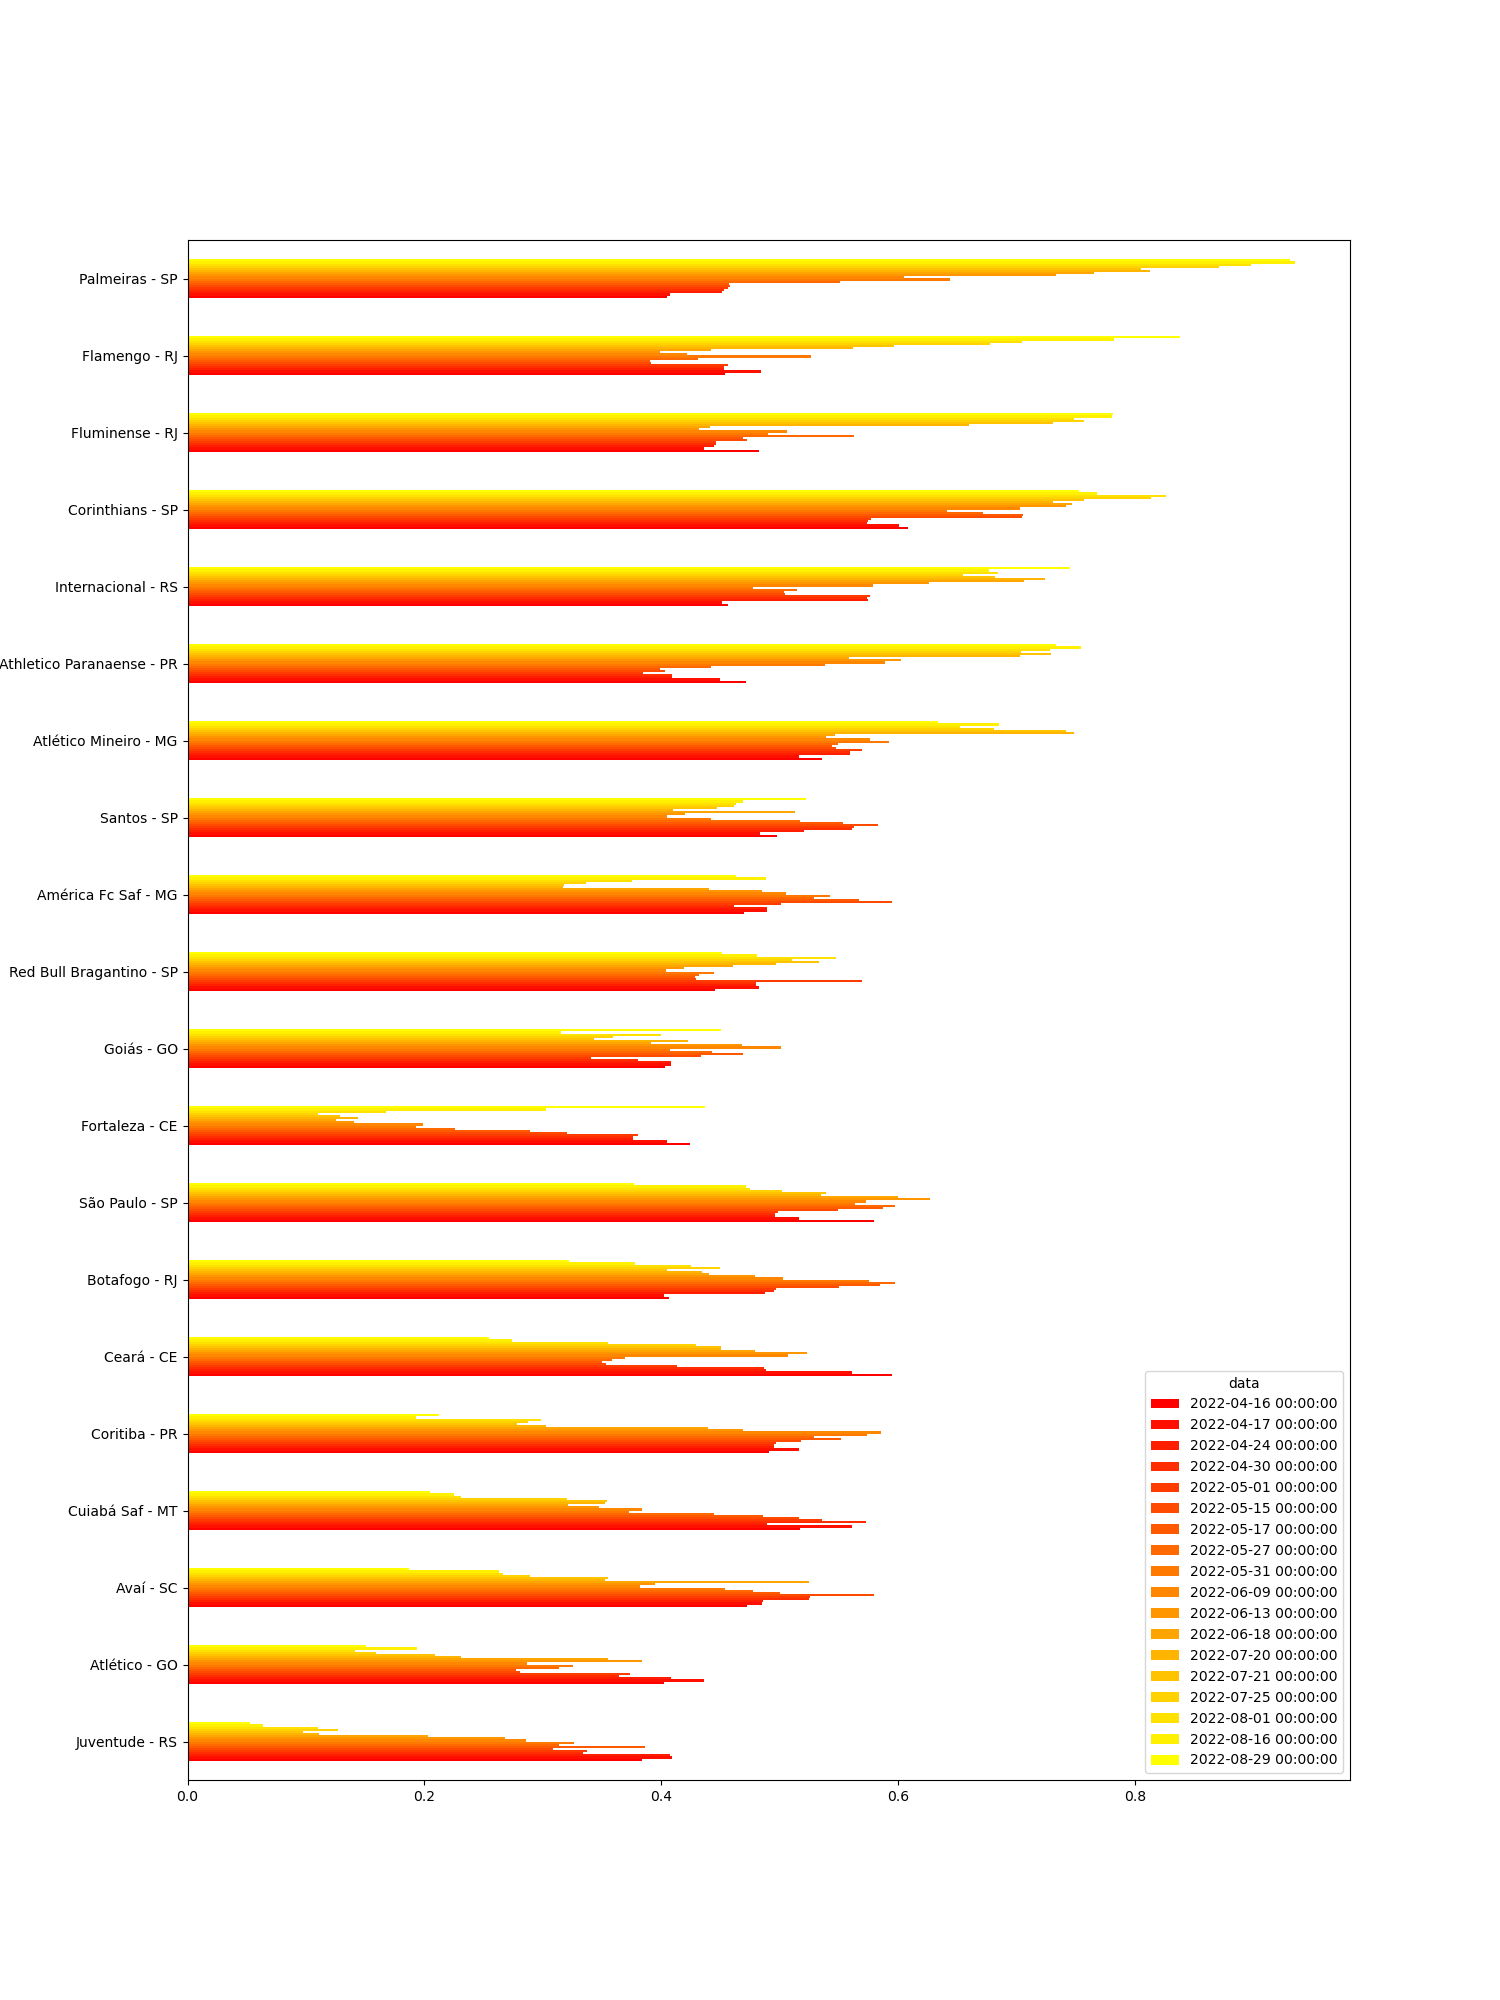 Palmeiras - SP
Flamengo - RJ
Fluminense - RJ
Corinthians - SP
Internacional - RS
Athletico Paranaense - PR
Atlético Mineiro - MG
Santos - SP
América Fc Saf - MG
Red Bull Bragantino - SP
Goiás - GO
Fortaleza - CE
São Paulo - SP
Botafogo - RJ
Ceará - CE
Coritiba - PR
Cuiabá Saf - MT
Avaí - SC
Atlético - GO
Juventude - RS
data
2022-04-16 00:00:00
2022-04-17 00:00:00
2022-04-24 00:00:00
2022-04-30 00:00:00
2022-05-01 00:00:00
2022-05-15 00:00:00
2022-05-17 00:00:00
2022-05-27 00:00:00
2022-05-31 00:00:00
2022-06-09 00:00:00
2022-06-13 00:00:00
2022-06-18 00:00:00
2022-07-20 00:00:00
2022-07-21 00:00:00
2022-07-25 00:00:00
2022-08-01 00:00:00
2022-08-16 00:00:00
2022-08-29 00:00:00
0.0 0.2 0.4 0.6 0.8